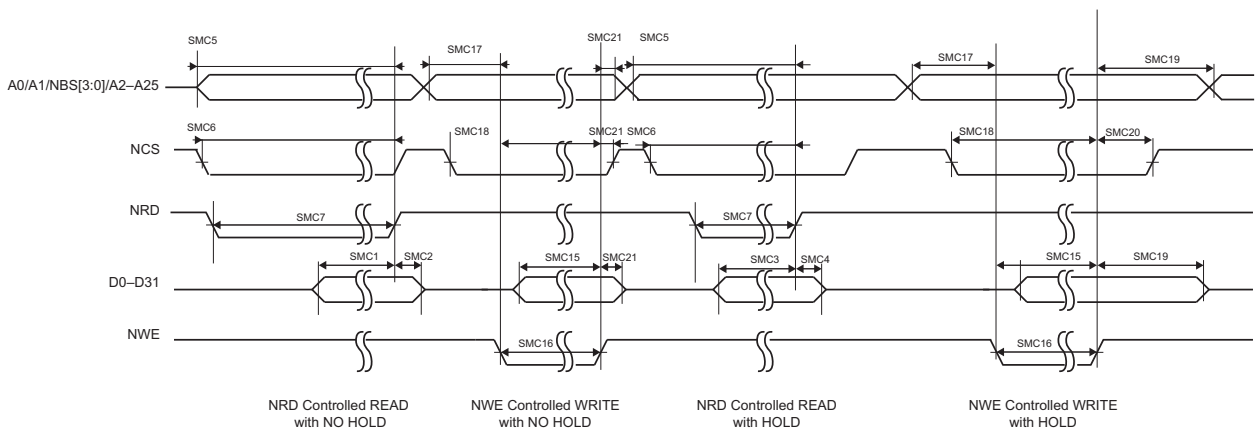 SMC21
SMC5 SMC17 SMC5 SMC17 SMC19
A0/A1/NBS[3:0]/A2–A25
SMC6 SMC18 SMC21 SMC6 SMC18 SMC20
NCS
NRD
SMC7 SMC7
SMC1 SMC2 SMC15 SMC21 SMC3 SMC4 SMC15 SMC19
D0–D31
NWE
SMC16 SMC16
NRD Controlled READ
with NO HOLD
NWE Controlled WRITE
with NO HOLD
NRD Controlled READ
with HOLD
NWE Controlled WRITE
with HOLD